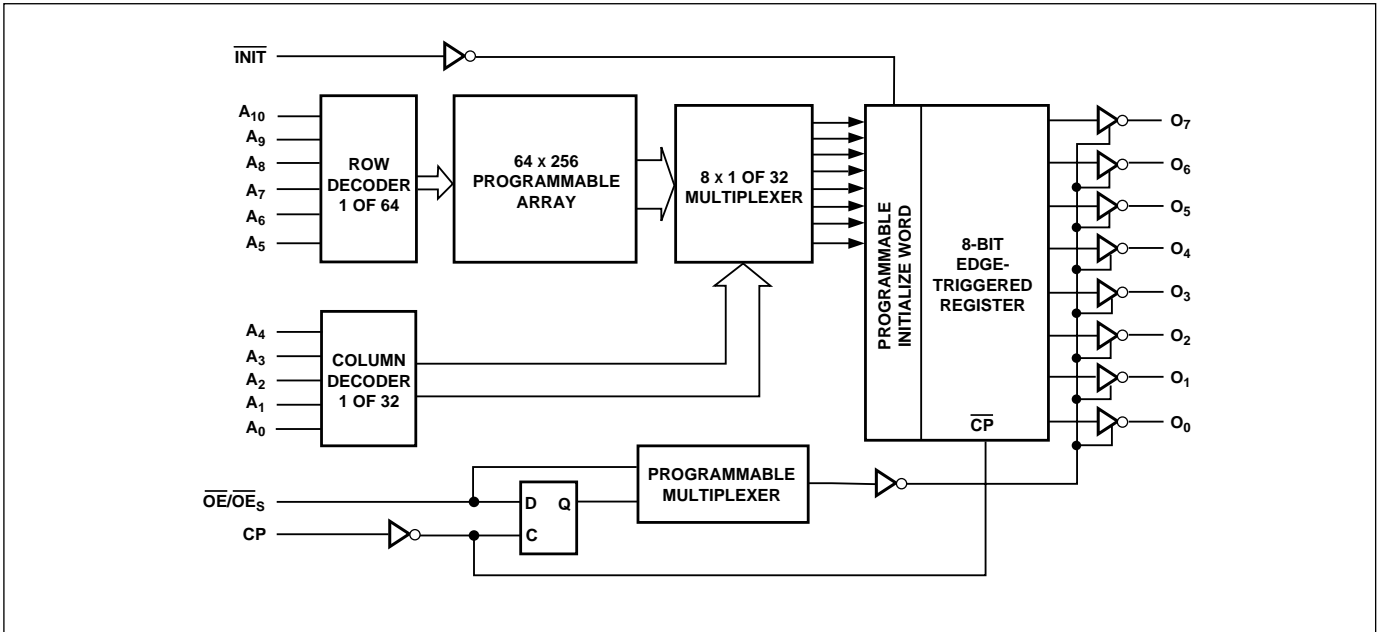 INIT
A10
A9
A8
A7
A6
A5
ROW
DECODER
1 OF 64
64 x 256
PROGRAMMABLE
ARRAY
8 x 1 OF 32
MULTIPLEXER
PROGRAMMABLE
INITIALIZE WORD
8-BIT
EDGE-
TRIGGERED
REGISTER
CP
O7
O6
O5
O4
O3
O2
O1
O0
A4
A3
A2
A1
A0
COLUMN
DECODER
1 OF 32
OE/OES
CP
D Q
C
PROGRAMMABLE
MULTIPLEXER